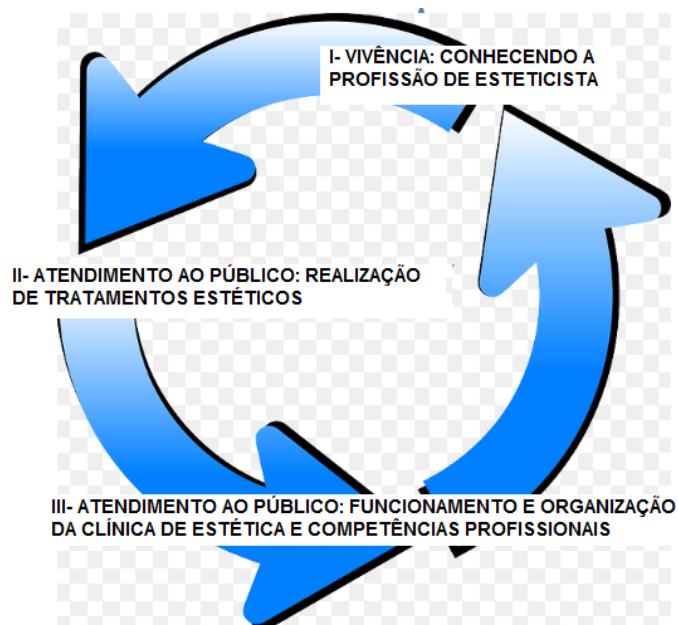 I- VIVÊNCIA: CONHECENDO A
PROFISSÃO DE ESTETICISTA
II- ATENDIMENTO AO PÚBLICO: REALIZAÇÃO
DE TRATAMENTOS ESTÉTICOS
III- ATENDIMENTO AO PÚBLICO: FUNCIONAMENTO E ORGANIZAÇÃO
DA CLÍNICA DE ESTÉTICA E COMPETÊNCIAS PROFISSIONAIS